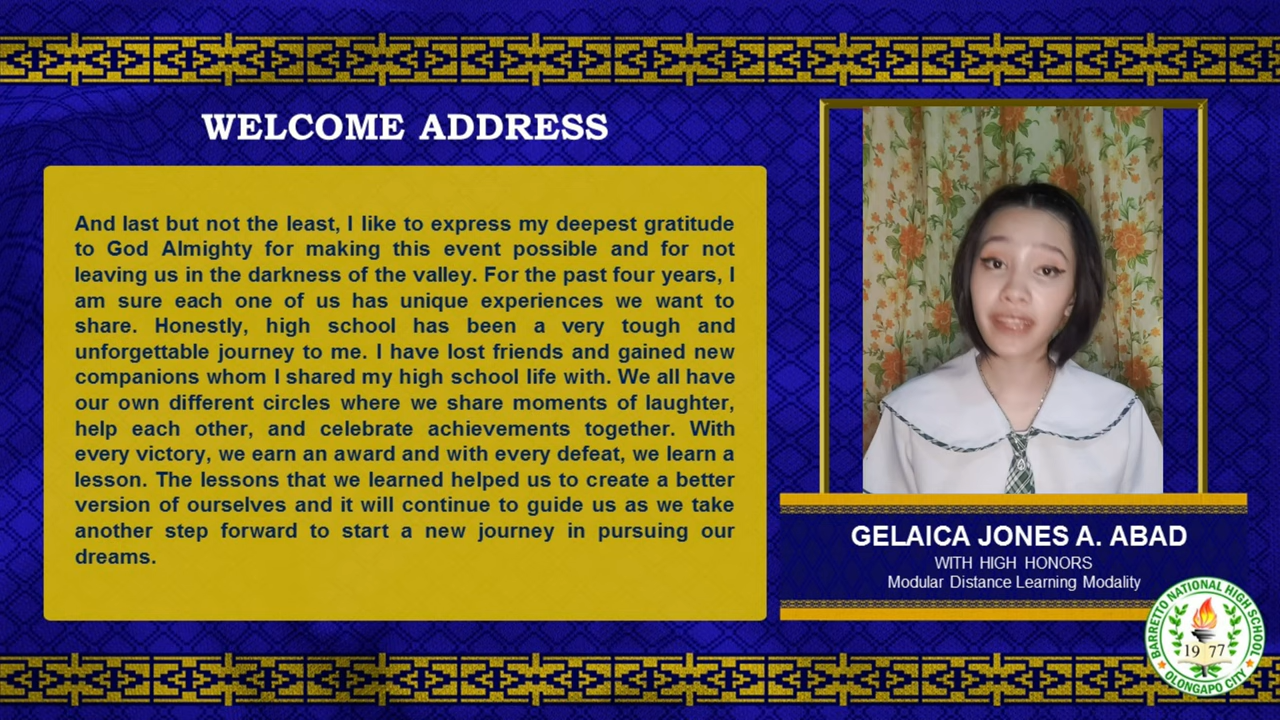 WELCOME ADDRESS
And last but not the least, I like to express my deepest gratitude
to God Almighty for making this event possible and for not
leaving us in the darkness of the valley. For the past four years, I
am sure each one of us has unique experiences we want to
share. Honestly, high school has been a very tough and
unforgettable journey to me. I have lost friends and gained new
companions whom I shared my high school life with. We all have
our own different circles where we share moments of laughter,
help each other, and celebrate achievements together. With
every victory, we earn an award and with every defeat, we learn a
lesson. The lessons that we learned helped us to create a better
version of ourselves and it will continue to guide us as we take
another step forward to start a new journey in pursuing our
dreams.
GELAICA JONES A. ABAD
WITH HIGH HONORS
Modular Distance Learning Modality
BARRETTO NATIONAL HIGH SCHOOL
19 77
OLONGAPO CITY